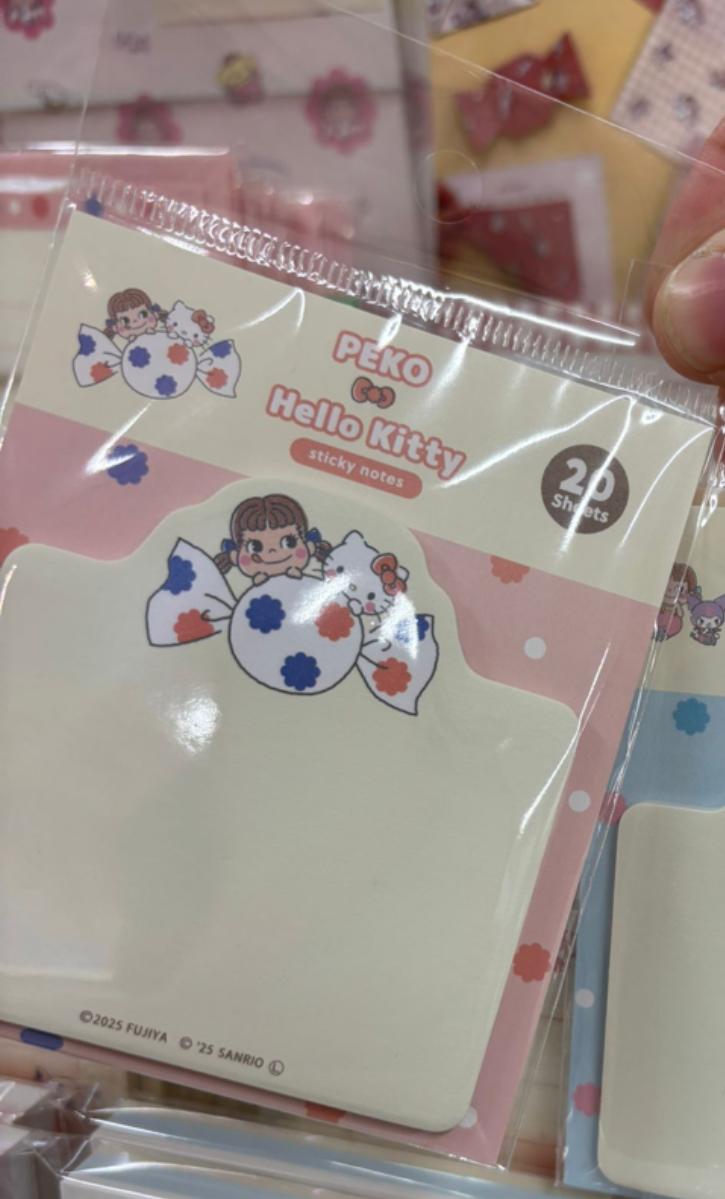 PEKO
Hello Kitty
sticky notes
20
Sheets
©2025 FUJIYA © '25 SANRIO Ⓛ